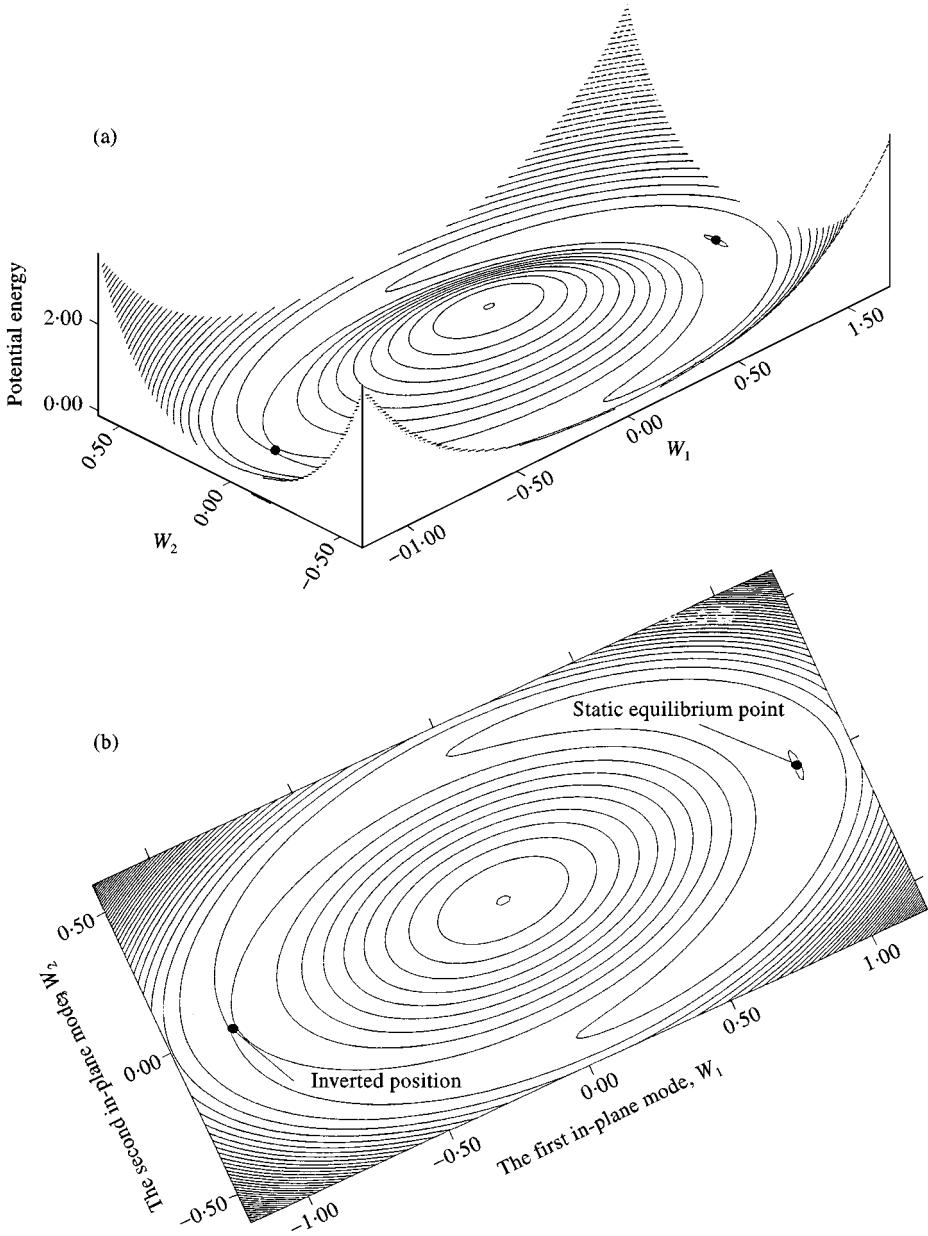 (a)
Potential energy
2·00
0·00
0·50
0·00
−0·50
W₂
−01·00
−0·50
0·00
0·50
1·50
W₁
(b)
Static equilibrium point
Inverted position
0·50
0·00
−0·50
The second in-plane mode, W₂
−1·00
−0·50
0·00
0·50
1·00
The first in-plane mode, W₁